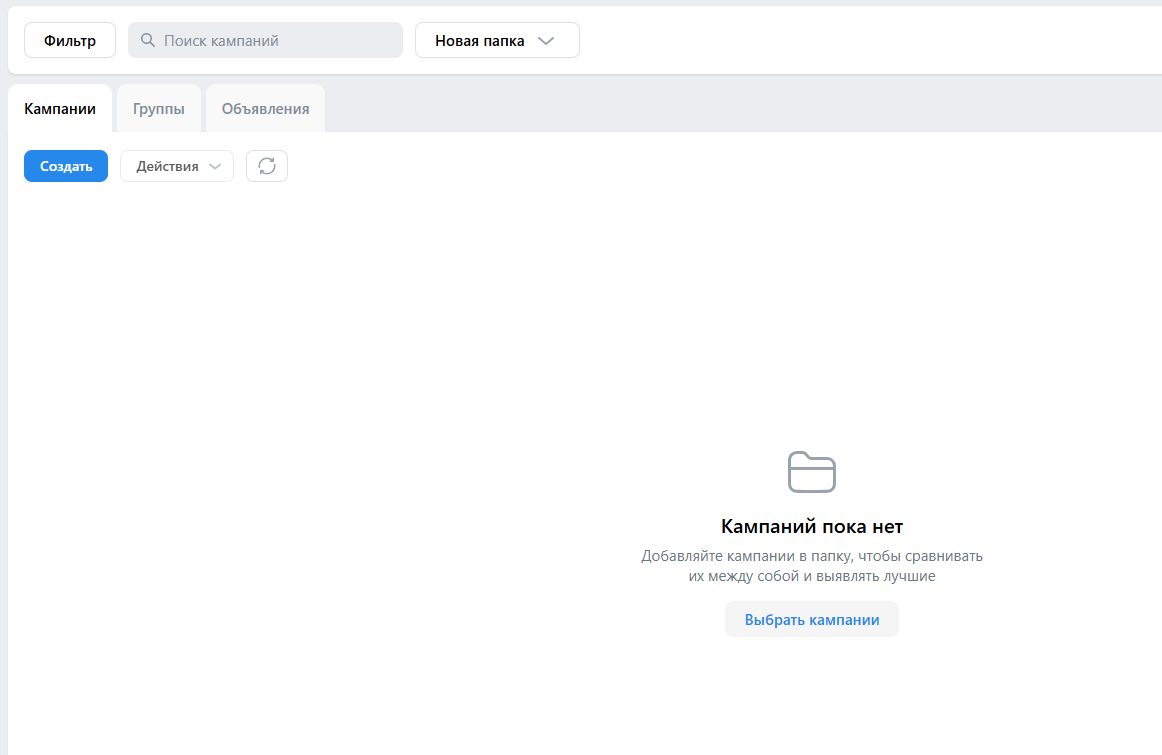 Фильтр
Поиск кампаний
Новая папка
Кампании
Группы
Объявления
Создать
Действия
Кампаний пока нет
Добавляйте кампании в папку, чтобы сравнивать
их между собой и выявлять лучшие
Выбрать кампании